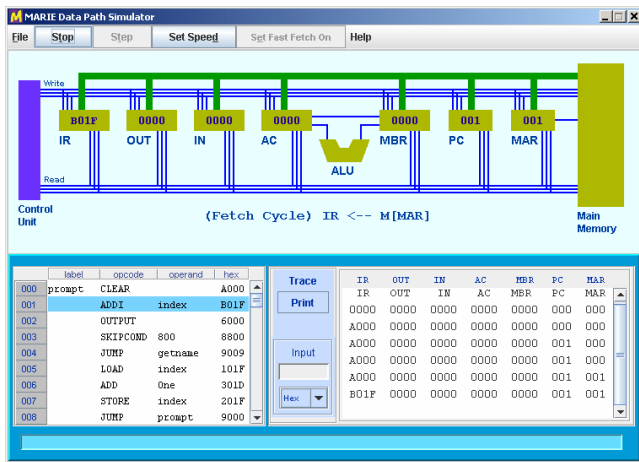 MARIE Data Path Simulator
File Stop Step Set Speed Set Fast Fetch On Help
Write
B01F 0000 0000 0000 0000 001 001
IR OUT IN AC MBR PC MAR
ALU
Read
Control Unit
(Fetch Cycle) IR <-- M[MAR]
Main Memory
label opcode operand hex
000 prompt CLEAR A000
001 ADDI index B01F
002 OUTPUT 6000
003 SKIPCOND 800 8800
004 JUMP getname 9009
005 LOAD index 101F
006 ADD One 301D
007 STORE index 201F
008 JUMP prompt 9000
Trace
Print
Input
Hex
IR OUT IN AC MBR PC MAR
IR OUT IN AC MBR PC MAR
0000 0000 0000 0000 0000 000 000
A000 0000 0000 0000 0000 000 000
A000 0000 0000 0000 0000 001 000
A000 0000 0000 0000 0000 001 000
A000 0000 0000 0000 0000 001 001
B01F 0000 0000 0000 0000 001 001